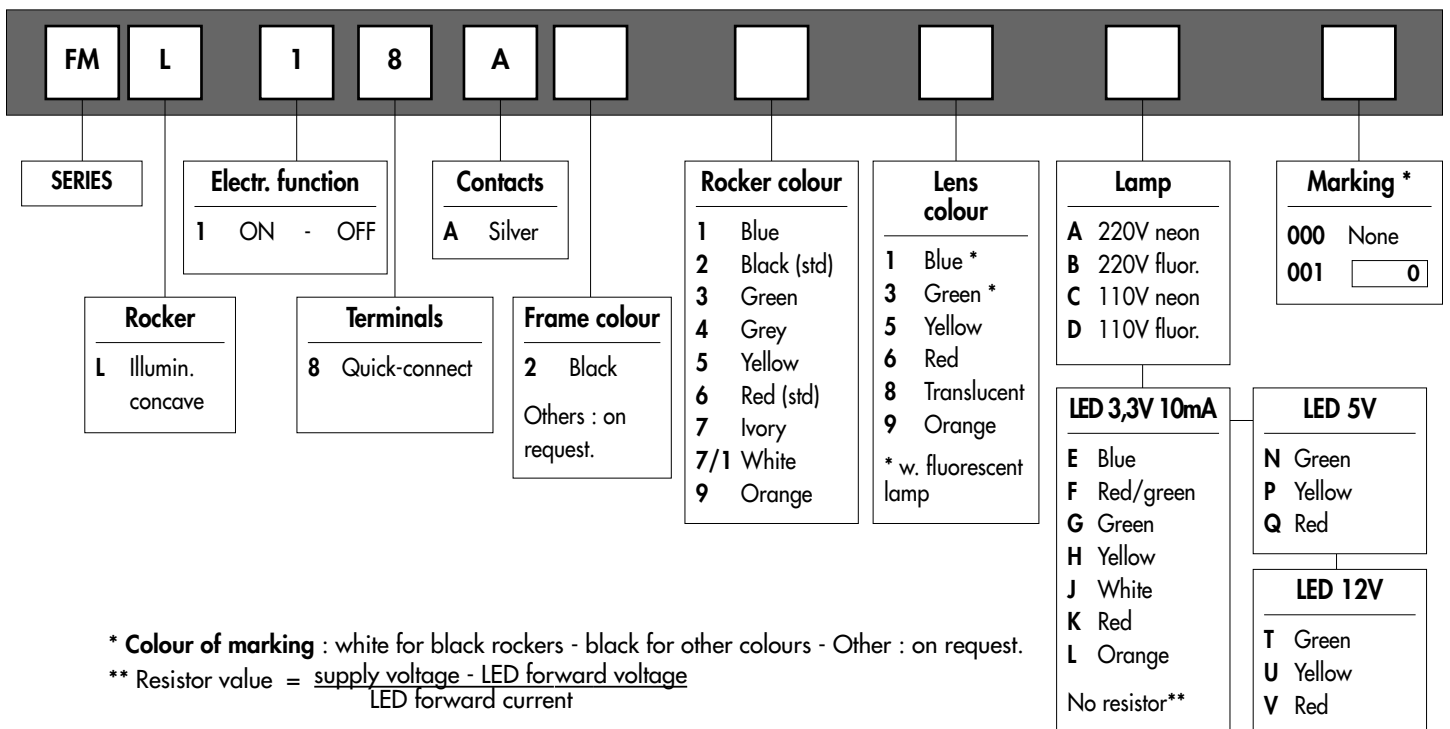 FM L 1 8 A
SERIES
Electr. function
1 ON - OFF
Contacts
A Silver
Rocker
L Illumin.
concave
Terminals
8 Quick-connect
Frame colour
2 Black
Others : on
request.
Rocker colour
1 Blue
2 Black (std)
3 Green
4 Grey
5 Yellow
6 Red (std)
7 Ivory
7/1 White
9 Orange
Lens
colour
1 Blue *
3 Green *
5 Yellow
6 Red
8 Translucent
9 Orange
* w. fluorescent
lamp
Lamp
A 220V neon
B 220V fluor.
C 110V neon
D 110V fluor.
LED 3,3V 10mA
E Blue
F Red/green
G Green
H Yellow
J White
K Red
L Orange
No resistor**
LED 5V
N Green
P Yellow
Q Red
LED 12V
T Green
U Yellow
V Red
Marking *
000 None
001 0
* Colour of marking : white for black rockers - black for other colours - Other : on request.
** Resistor value = supply voltage - LED forward voltage
LED forward current